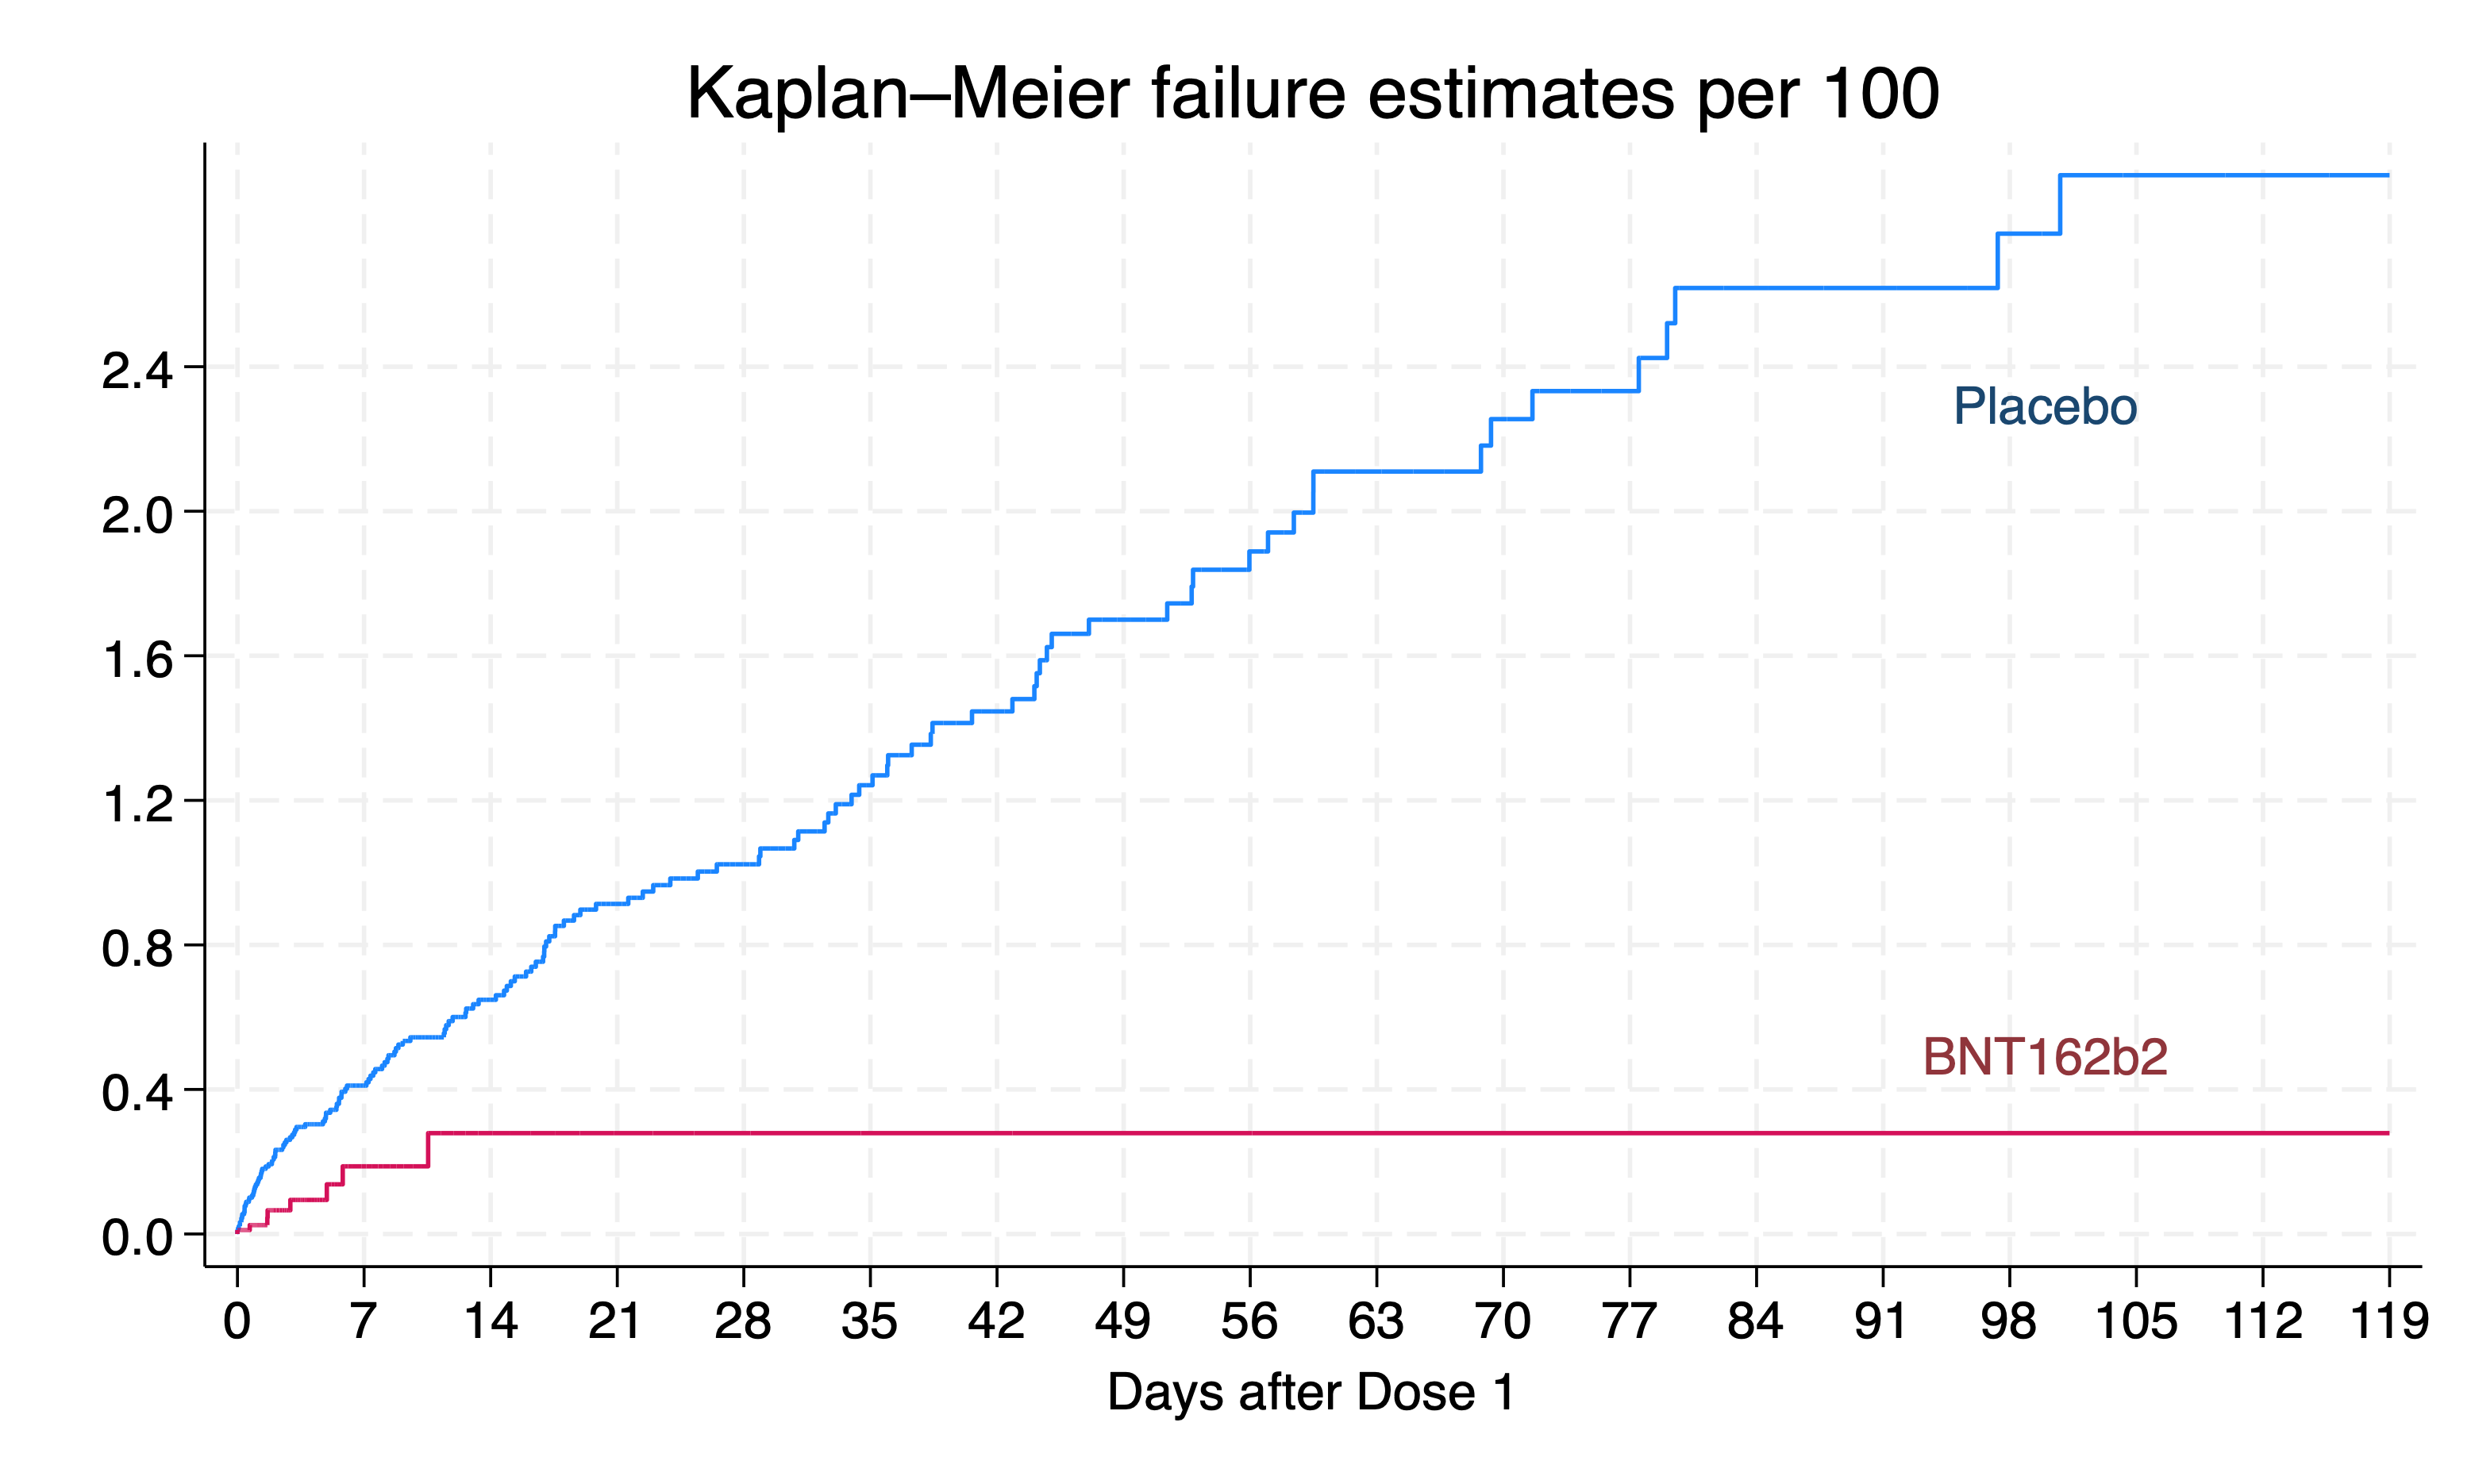 Kaplan–Meier failure estimates per 100
2.4
2.0
1.6
1.2
0.8
0.4
0.0
Placebo
BNT162b2
0 7 14 21 28 35 42 49 56 63 70 77 84 91 98 105 112 119
Days after Dose 1